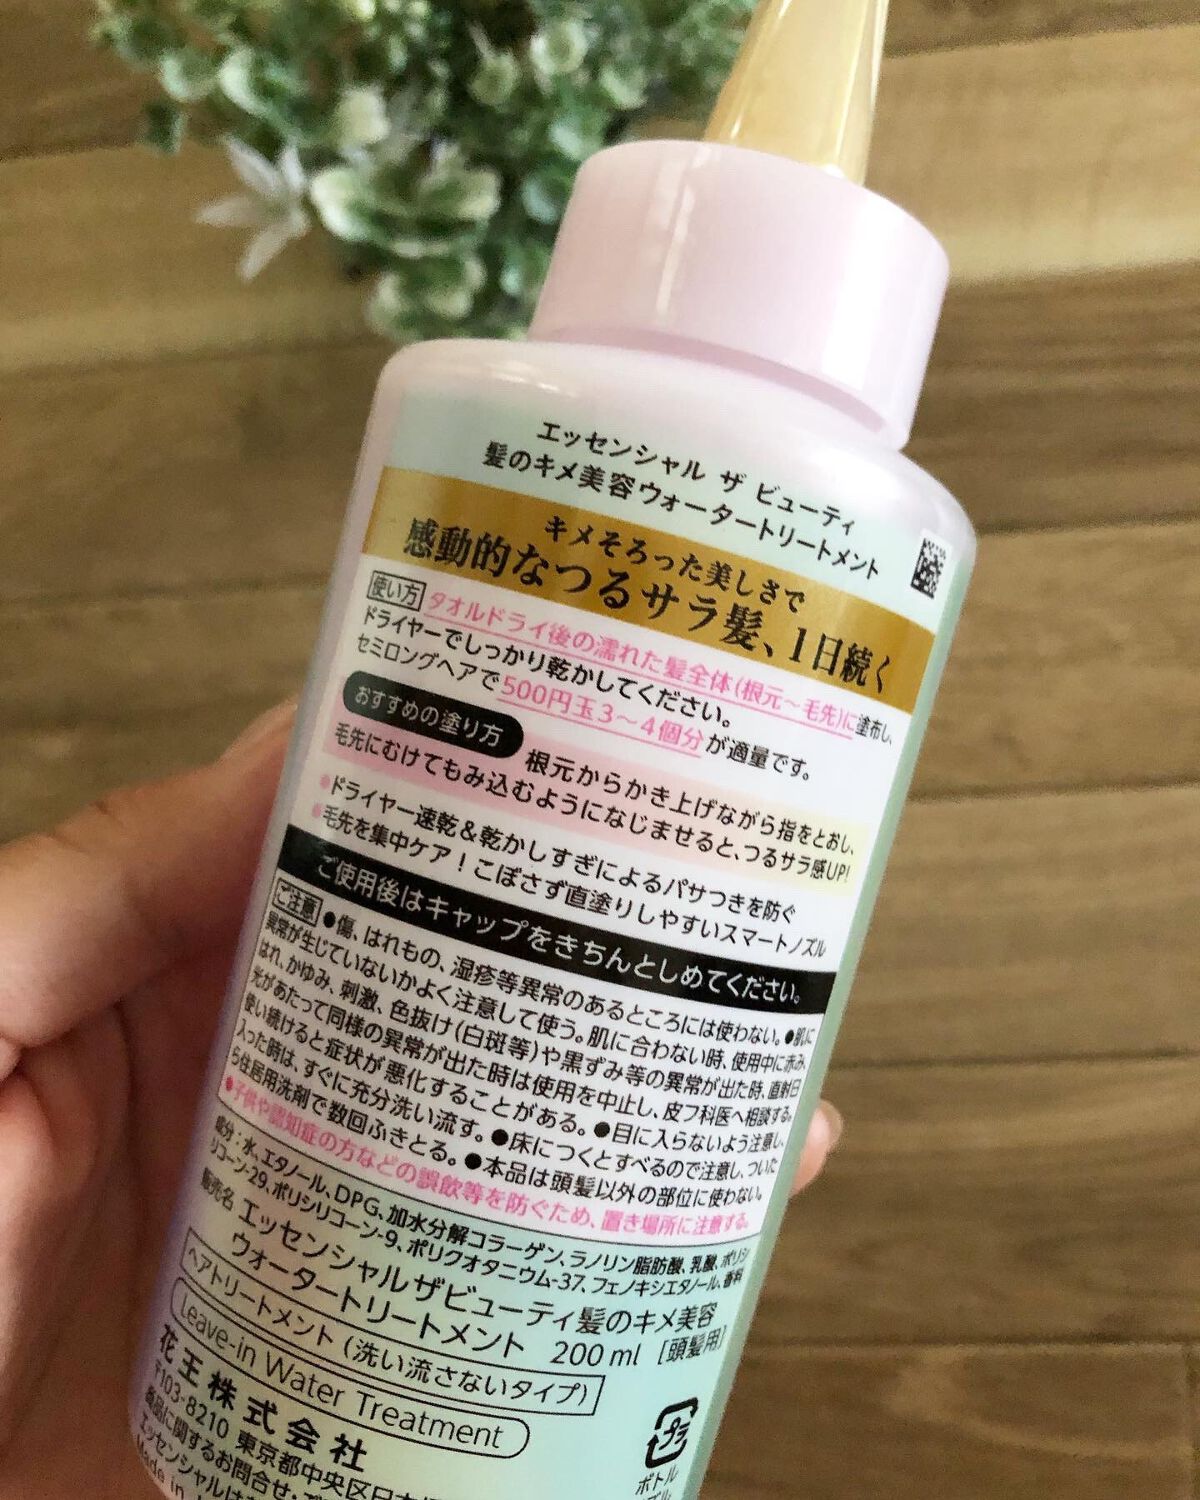 エッセンシャル ザ ビューティ
髪のキメ美容ウォータートリートメント
キメそろった美しさで
感動的なつるサラ髪、1日続く
使い方 タオルドライ後の濡れた髪全体(根元～毛先)に塗布し、
ドライヤーでしっかり乾かしてください。
セミロングヘアで500円玉3～4個分が適量です。
おすすめの塗り方 根元からかき上げながら指をとおし、
毛先にむけてもみ込むようになじませると、つるサラ感UP!
●ドライヤー速乾&乾かしすぎによるパサつきを防ぐ
●毛先を集中ケア!こぼさず直塗りしやすいスマートノズル
ご使用後はキャップをきちんとしめてください。
ご注意 ●傷、はれもの、湿疹等異常のあるところには使わない。●肌に
異常が生じていないかよく注意して使う。肌に合わない時、使用中に赤み、
はれ、かゆみ、刺激、色抜け(白斑等)や黒ずみ等の異常が出た時、直射日
光があたって同様の異常が出た時は使用を中止し、皮フ科医へ相談する。
使い続けると症状が悪化することがある。●目に入らないよう注意し、
入った時は、すぐに充分洗い流す。●床につくとすべるので注意し、ついた
ら住居用洗剤で数回ふきとる。●本品は頭髪以外の部位に使わない。
●子供や認知症の方などの誤飲等を防ぐため、置き場所に注意する。
成分:水、エタノール、DPG、加水分解コラーゲン、ラノリン脂肪酸、乳酸、ポリシ
リコーン-29、ポリシリコーン-9、ポリクオタニウム-37、フェノキシエタノール、香料
販売名 エッセンシャルザビューティ髪のキメ美容
ウォータートリートメント 200ml [頭髪用]
ヘアトリートメント(洗い流さないタイプ)
Leave-in Water Treatment
花王株式会社
〒103-8210 東京都中央区日本
商品に関するお問合せ・ご
エッセンシャルは
Made in
プラ
ボトル